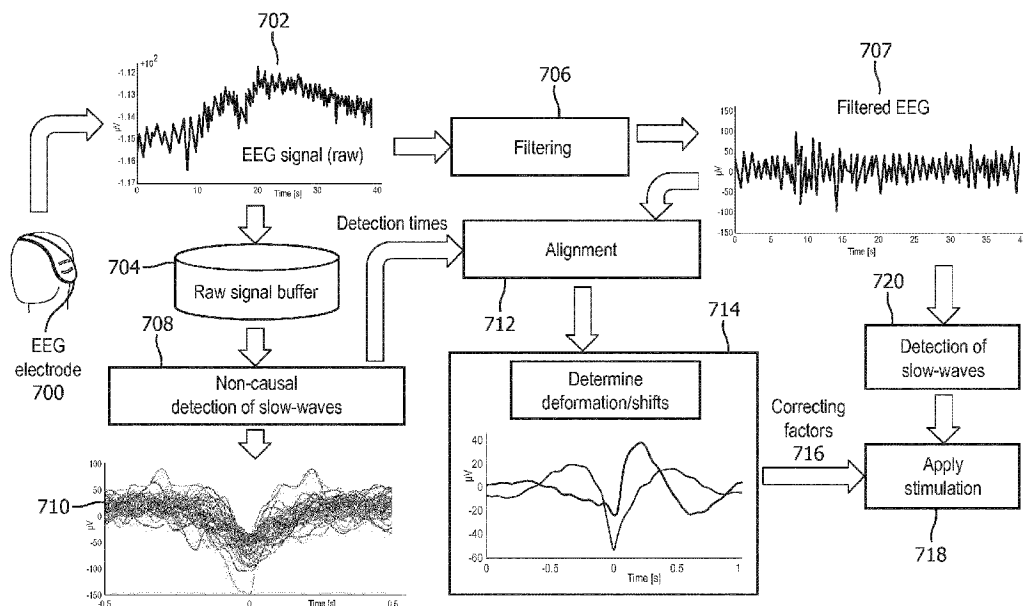 702
+10²
-1.12
-1.13
-1.14
-1.15
-1.16
-1.17
µV
EEG signal (raw)
0 10 20 30 40
Time [s]
706
Filtering
707
Filtered EEG
150
100
50
0
-50
-100
-150
µV
0 5 10 15 20 25 30 35 4
Time [s]
EEG
electrode
700
704
Raw signal buffer
Detection times
Alignment
712
708
Non-causal
detection of slow-waves
710
100
50
0
-50
-100
-150
µV
-0.5 0 0.5
Time [s]
714
Determine
deformation/shifts
40
20
0
-20
-40
-60
µV
0 -0.5 0 0.5 1
Time [s]
Correcting
factors
716
720
Detection of
slow-waves
Apply
stimulation
718